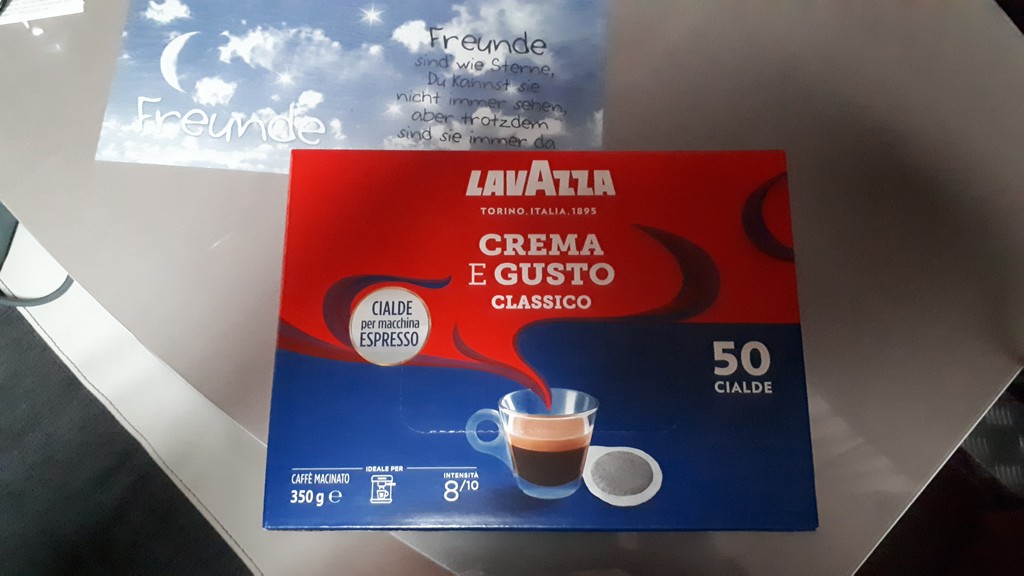 Freunde
Freunde
sind wie Sterne,
Du kannst sie
nicht immer sehen,
aber trotzdem
sind sie immer da
LAVAZZA
TORINO, ITALIA, 1895
CREMA
E GUSTO
CLASSICO
CIALDE
per macchina
ESPRESSO
50
CIALDE
CAFFÈ MACINATO
350 g ℮
IDEALE PER
INTENSITÀ
8/10